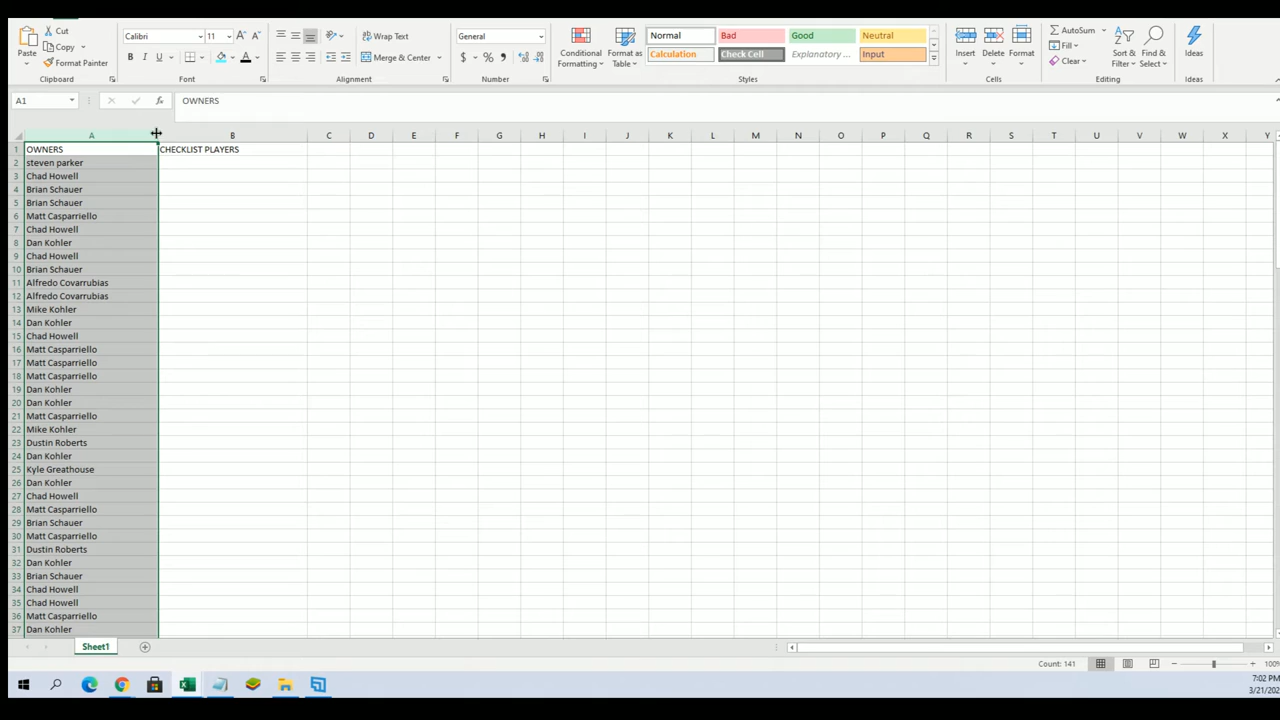 Cut
Copy
Format Painter
Paste
Clipboard
Calibri 11 A A
B I U
A
Font
Wrap Text
Merge & Center
Alignment
General
$ % ,
Number
Conditional Formatting
Format as Table
Normal Bad Good Neutral
Calculation Check Cell Explanatory ... Input
Styles
Insert Delete Format
Cells
AutoSum
Fill
Clear
Sort & Filter
Find & Select
Editing
Ideas
Ideas
A1 fx OWNERS
A B C D E F G H I J K L M N O P Q R S T U V W X Y
1 OWNERS CHECKLIST PLAYERS
2 steven parker
3 Chad Howell
4 Brian Schauer
5 Brian Schauer
6 Matt Casparriello
7 Chad Howell
8 Dan Kohler
9 Chad Howell
10 Brian Schauer
11 Alfredo Covarrubias
12 Alfredo Covarrubias
13 Mike Kohler
14 Dan Kohler
15 Chad Howell
16 Matt Casparriello
17 Matt Casparriello
18 Matt Casparriello
19 Dan Kohler
20 Dan Kohler
21 Matt Casparriello
22 Mike Kohler
23 Dustin Roberts
24 Dan Kohler
25 Kyle Greathouse
26 Dan Kohler
27 Chad Howell
28 Matt Casparriello
29 Brian Schauer
30 Matt Casparriello
31 Dustin Roberts
32 Dan Kohler
33 Brian Schauer
34 Chad Howell
35 Chad Howell
36 Matt Casparriello
37 Dan Kohler
Sheet1
Count: 141 100%
7:02 PM
3/21/202